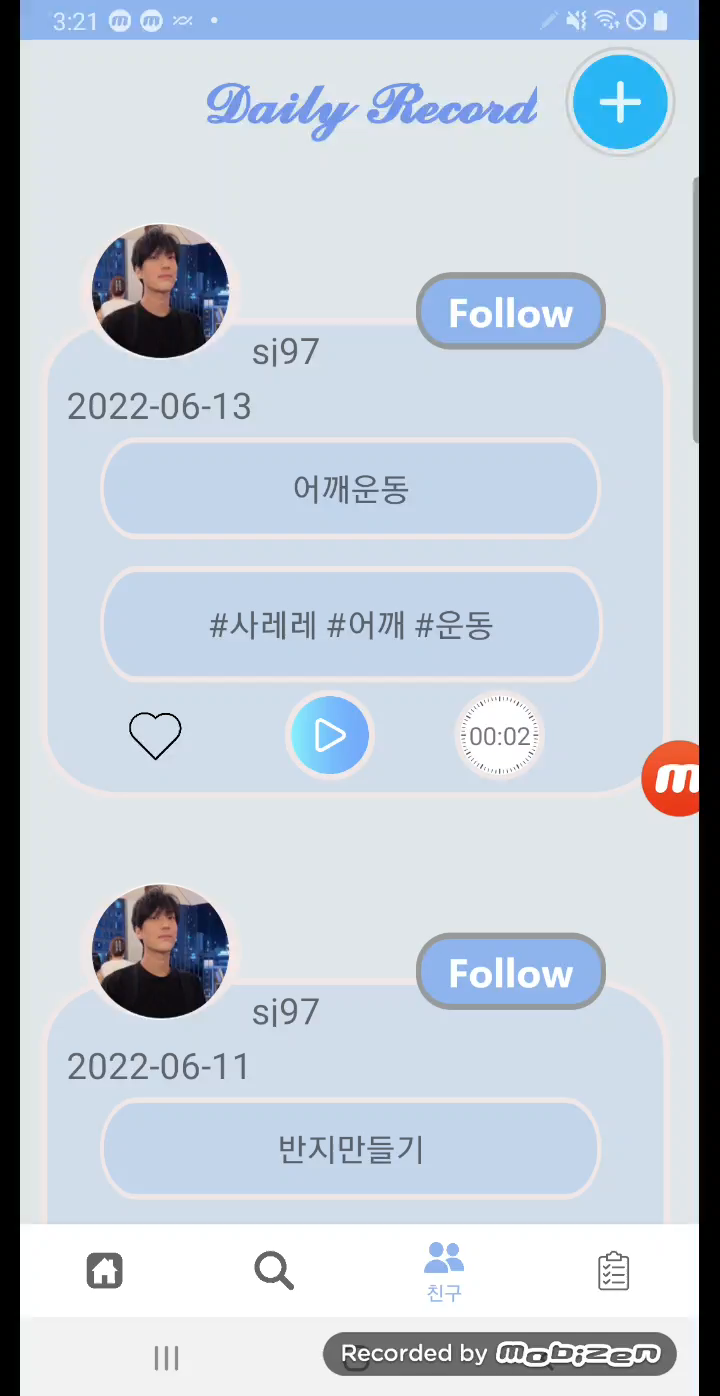 3:21
Daily Record
sj97
Follow
2022-06-13
어깨운동
#사레레 #어깨 #운동
00:02
m
sj97
Follow
2022-06-11
반지만들기
친구
Recorded by mobizen